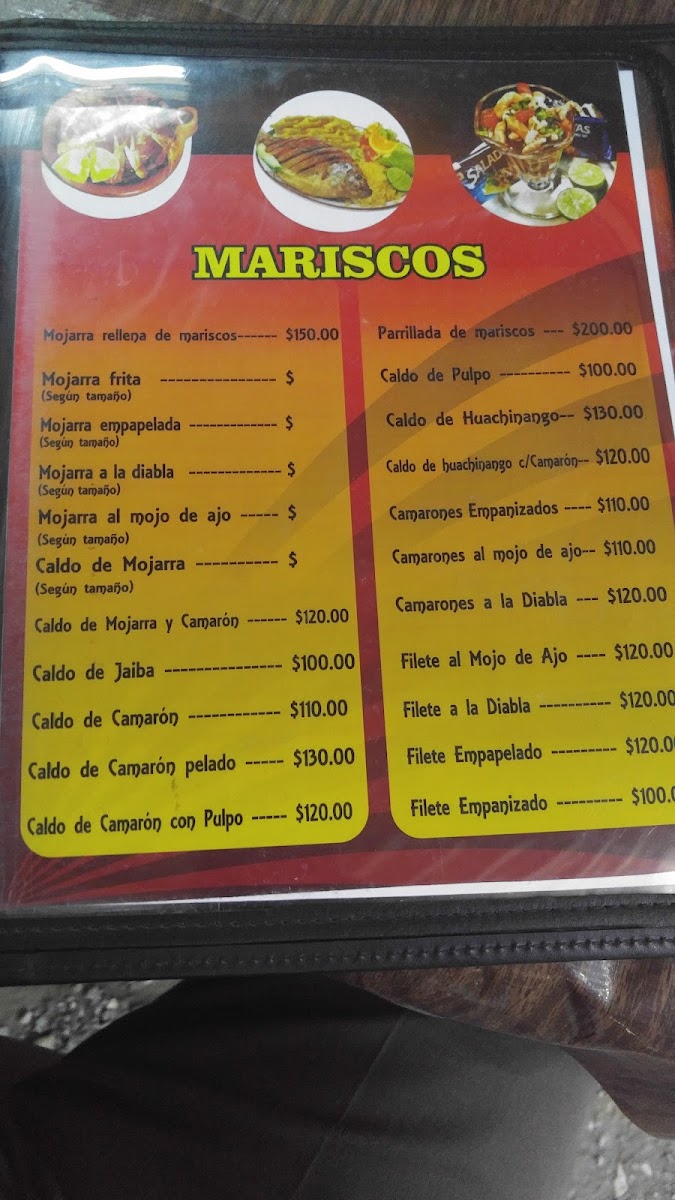 MARISCOS
Mojarra rellena de mariscos------ $150.00
Mojarra frita --------------- $
(Según tamaño)
Mojarra empapelada ------------- $
(Según tamaño)
Mojarra a la diabla ------------- $
(Según tamaño)
Mojarra al mojo de ajo ----- $
(Según tamaño)
Caldo de Mojarra ---------- $
(Según tamaño)
Caldo de Mojarra y Camarón ------ $120.00
Caldo de Jaiba --------------- $100.00
Caldo de Camarón ------------ $110.00
Caldo de Camarón pelado ----- $130.00
Caldo de Camarón con Pulpo ----- $120.00
Parrillada de mariscos --- $200.00
Caldo de Pulpo ---------- $100.00
Caldo de Huachinango-- $130.00
Caldo de huachinango c/Camarón-- $120.00
Camarones Empanizados ---- $110.00
Camarones al mojo de ajo-- $110.00
Camarones a la Diabla --- $120.00
Filete al Mojo de Ajo ---- $120.00
Filete a la Diabla ---------- $120.00
Filete Empapelado --------- $120.0
Filete Empanizado --------- $100.